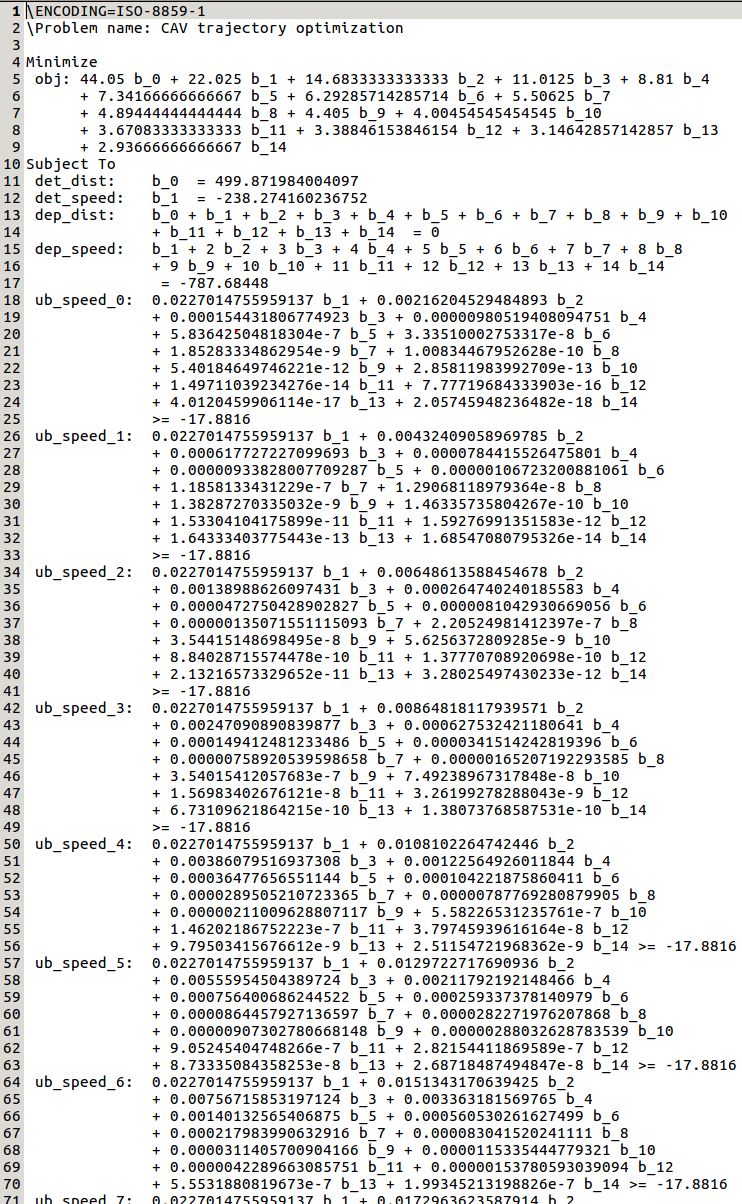 1 \ENCODING=ISO-8859-1
2 \Problem name: CAV trajectory optimization
3
4 Minimize
5 obj: 44.05 b_0 + 22.025 b_1 + 14.6833333333333 b_2 + 11.0125 b_3 + 8.81 b_4
6 + 7.34166666666667 b_5 + 6.29285714285714 b_6 + 5.50625 b_7
7 + 4.89444444444444 b_8 + 4.405 b_9 + 4.00454545454545 b_10
8 + 3.67083333333333 b_11 + 3.38846153846154 b_12 + 3.14642857142857 b_13
9 + 2.93666666666667 b_14
10 Subject To
11 det_dist: b_0 = 499.871984004097
12 det_speed: b_1 = -238.274160236752
13 dep_dist: b_0 + b_1 + b_2 + b_3 + b_4 + b_5 + b_6 + b_7 + b_8 + b_9 + b_10
14 + b_11 + b_12 + b_13 + b_14 = 0
15 dep_speed: b_1 + 2 b_2 + 3 b_3 + 4 b_4 + 5 b_5 + 6 b_6 + 7 b_7 + 8 b_8
16 + 9 b_9 + 10 b_10 + 11 b_11 + 12 b_12 + 13 b_13 + 14 b_14
17 = -787.68448
18 ub_speed_0: 0.0227014755959137 b_1 + 0.00216204529484893 b_2
19 + 0.000154431806774923 b_3 + 0.00000980519408094751 b_4
20 + 5.83642504818304e-7 b_5 + 3.33510002753317e-8 b_6
21 + 1.85283334862954e-9 b_7 + 1.00834467952628e-10 b_8
22 + 5.40184649746221e-12 b_9 + 2.85811983992709e-13 b_10
23 + 1.49711039234276e-14 b_11 + 7.77719684333903e-16 b_12
24 + 4.0120459906114e-17 b_13 + 2.05745948236482e-18 b_14
25 >= -17.8816
26 ub_speed_1: 0.0227014755959137 b_1 + 0.00432409058969785 b_2
27 + 0.000617727227099693 b_3 + 0.0000784415526475801 b_4
28 + 0.00000933828007709287 b_5 + 0.00000106723200881061 b_6
29 + 1.1858133431229e-7 b_7 + 1.29068118979364e-8 b_8
30 + 1.38287270335032e-9 b_9 + 1.46335735804267e-10 b_10
31 + 1.53304104175899e-11 b_11 + 1.59276991351583e-12 b_12
32 + 1.64333403775443e-13 b_13 + 1.68547080795326e-14 b_14
33 >= -17.8816
34 ub_speed_2: 0.0227014755959137 b_1 + 0.00648613588454678 b_2
35 + 0.00138988626097431 b_3 + 0.000264740240185583 b_4
36 + 0.0000472750428902827 b_5 + 0.0000081042930669056 b_6
37 + 0.00000135071551115093 b_7 + 2.20524981412397e-7 b_8
38 + 3.54415148698495e-8 b_9 + 5.6256372809285e-9 b_10
39 + 8.84028715574478e-10 b_11 + 1.37770708920698e-10 b_12
40 + 2.13216573329652e-11 b_13 + 3.28025497430233e-12 b_14
41 >= -17.8816
42 ub_speed_3: 0.0227014755959137 b_1 + 0.00864818117939571 b_2
43 + 0.00247090890839877 b_3 + 0.000627532421180641 b_4
44 + 0.000149412481233486 b_5 + 0.0000341514242819396 b_6
45 + 0.00000758920539598658 b_7 + 0.00000165207192293585 b_8
46 + 3.54015412057683e-7 b_9 + 7.49238967317848e-8 b_10
47 + 1.56983402676121e-8 b_11 + 3.26199278288043e-9 b_12
48 + 6.73109621864215e-10 b_13 + 1.38073768587531e-10 b_14
49 >= -17.8816
50 ub_speed_4: 0.0227014755959137 b_1 + 0.0108102264742446 b_2
51 + 0.00386079516937308 b_3 + 0.00122564926011844 b_4
52 + 0.00036477656551144 b_5 + 0.000104221875860411 b_6
53 + 0.0000289505210723365 b_7 + 0.00000787769280879905 b_8
54 + 0.00000211009628807117 b_9 + 5.58226531235761e-7 b_10
55 + 1.46202186752223e-7 b_11 + 3.79745939616164e-8 b_12
56 + 9.79503415676612e-9 b_13 + 2.51154721968362e-9 b_14 >= -17.8816
57 ub_speed_5: 0.0227014755959137 b_1 + 0.0129722717690936 b_2
58 + 0.00555954504389724 b_3 + 0.00211792192148466 b_4
59 + 0.000756400686244522 b_5 + 0.000259337378140979 b_6
60 + 0.0000864457927136597 b_7 + 0.0000282271976207868 b_8
61 + 0.00000907302780668148 b_9 + 0.00000288032628783539 b_10
62 + 9.05245404748266e-7 b_11 + 2.82154411869589e-7 b_12
63 + 8.73335084358253e-8 b_13 + 2.68718487494847e-8 b_14 >= -17.8816
64 ub_speed_6: 0.0227014755959137 b_1 + 0.0151343170639425 b_2
65 + 0.00756715853197124 b_3 + 0.003363181569765 b_4
66 + 0.00140132565406875 b_5 + 0.000560530261627499 b_6
67 + 0.000217983990632916 b_7 + 0.000083041520241111 b_8
68 + 0.0000311405700904166 b_9 + 0.0000115335444779321 b_10
69 + 0.0000042289663085751 b_11 + 0.00000153780593039094 b_12
70 + 5.5531880819673e-7 b_13 + 1.99345213198826e-7 b_14 >= -17.8816
71 ub_speed_7: 0.0227014755959137 b_1 + 0.0172963623587914 b_2